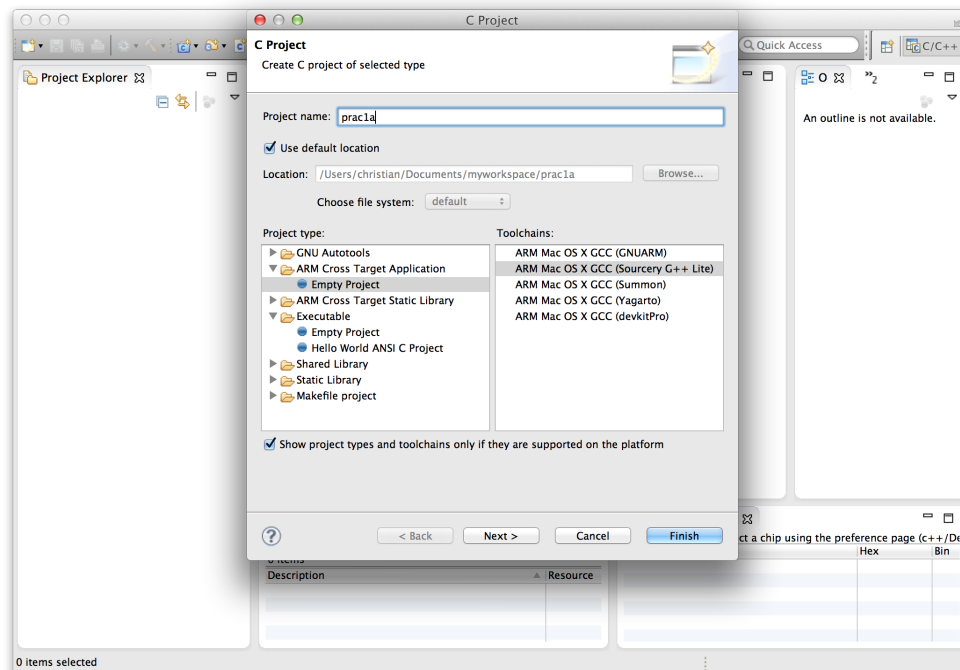 C Project
C Project
Create C project of selected type
Quick Access
C/C++
Project Explorer
O
»2
An outline is not available.
Project name: prac1a
Use default location
Location: /Users/christian/Documents/myworkspace/prac1a Browse...
Choose file system: default
Project type:
GNU Autotools
ARM Cross Target Application
Empty Project
ARM Cross Target Static Library
Executable
Empty Project
Hello World ANSI C Project
Shared Library
Static Library
Makefile project
Toolchains:
ARM Mac OS X GCC (GNUARM)
ARM Mac OS X GCC (Sourcery G++ Lite)
ARM Mac OS X GCC (Summon)
ARM Mac OS X GCC (Yagarto)
ARM Mac OS X GCC (devkitPro)
Show project types and toolchains only if they are supported on the platform
? < Back Next > Cancel Finish
ct a chip using the preference page (c++/De
Hex Bin
0 items
Description Resource
0 items selected